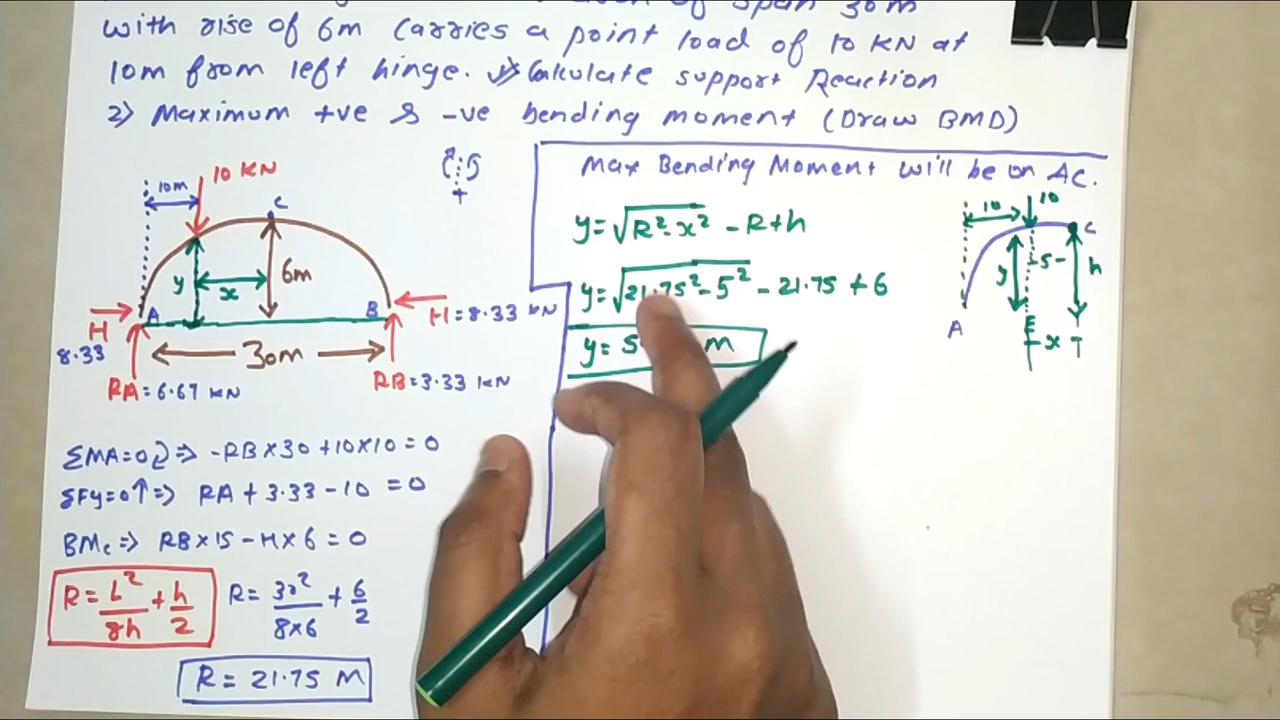 of span 30m
with rise of 6m carries a point load of 10 KN at
10m from left hinge. 1) Calculate support Reaction
2) Maximum +ve & -ve bending moment (Draw BMD)
10m
10 KN
C
y
x
6m
A
B
H
8.33
H=8.33 kN
30m
RA=6.67 kN
RB=3.33 kN
ΣMA=0 ⇒ -RB×30+10×10=0
ΣFy=0↑⇒ RA+3.33-10=0
BMc⇒ RB×15-H×6=0
R=L²/8h+h/2
R=30²/8×6+6/2
R=21.75 M
Max Bending Moment will be on AC.
y=√R²-x² -R+h
y=√21.75²-5² -21.75+6
y=5 m
10
10
C
y
5
h
A
E
x